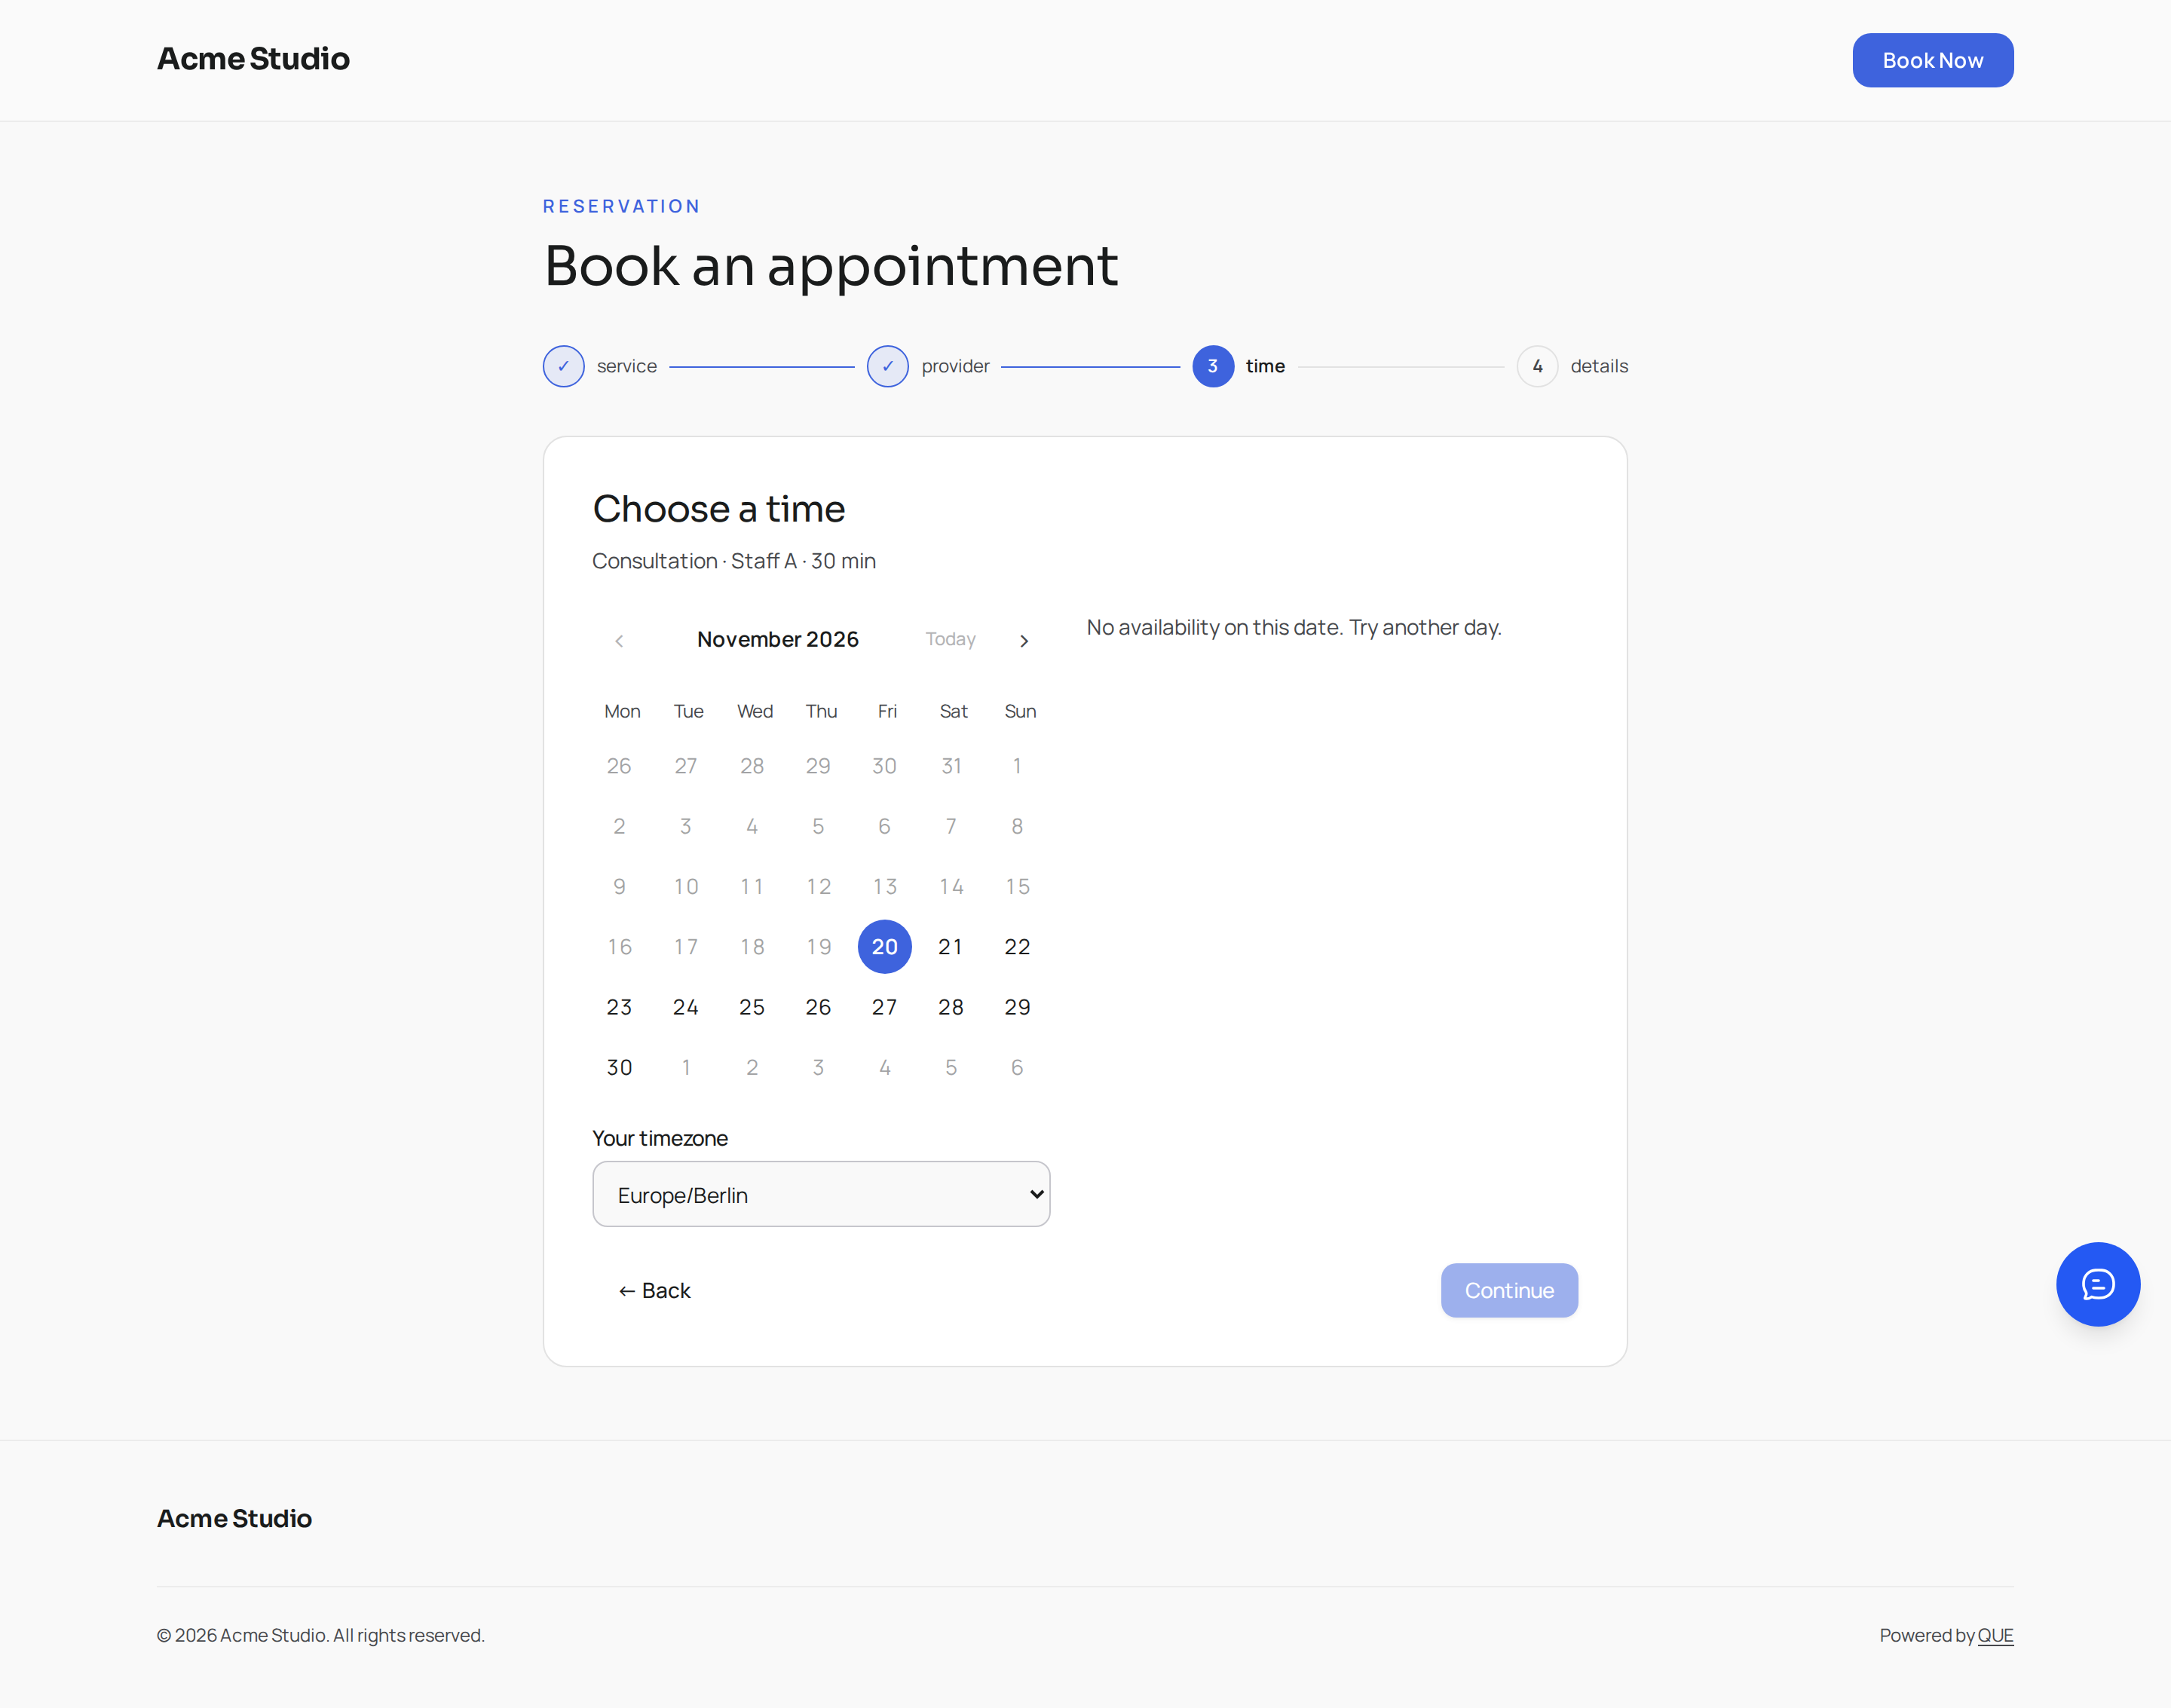 Acme Studio
Book Now
RESERVATION
Book an appointment
✓ service ✓ provider 3 time 4 details
Choose a time
Consultation · Staff A · 30 min
November 2026 Today
No availability on this date. Try another day.
Mon Tue Wed Thu Fri Sat Sun
26 27 28 29 30 31 1
2 3 4 5 6 7 8
9 10 11 12 13 14 15
16 17 18 19 20 21 22
23 24 25 26 27 28 29
30 1 2 3 4 5 6
Your timezone
Europe/Berlin
← Back
Continue
Acme Studio
© 2026 Acme Studio. All rights reserved.
Powered by QUE